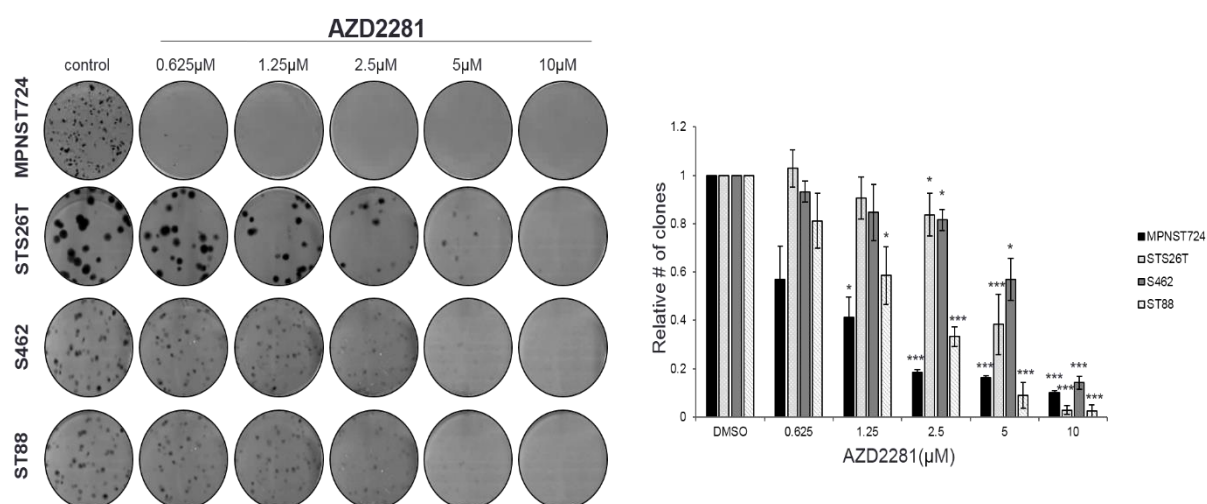 AZD2281
control 0.625µM 1.25µM 2.5µM 5µM 10µM
MPNST724
STS26T
S462
ST88
1.2
1
0.8
0.6
0.4
0.2
0
Relative # of clones
* * *
* *
*** ***
*** *
*** ***
*** *** *** ***
DMSO 0.625 1.25 2.5 5 10
AZD2281(µM)
MPNST724
STS26T
S462
ST88